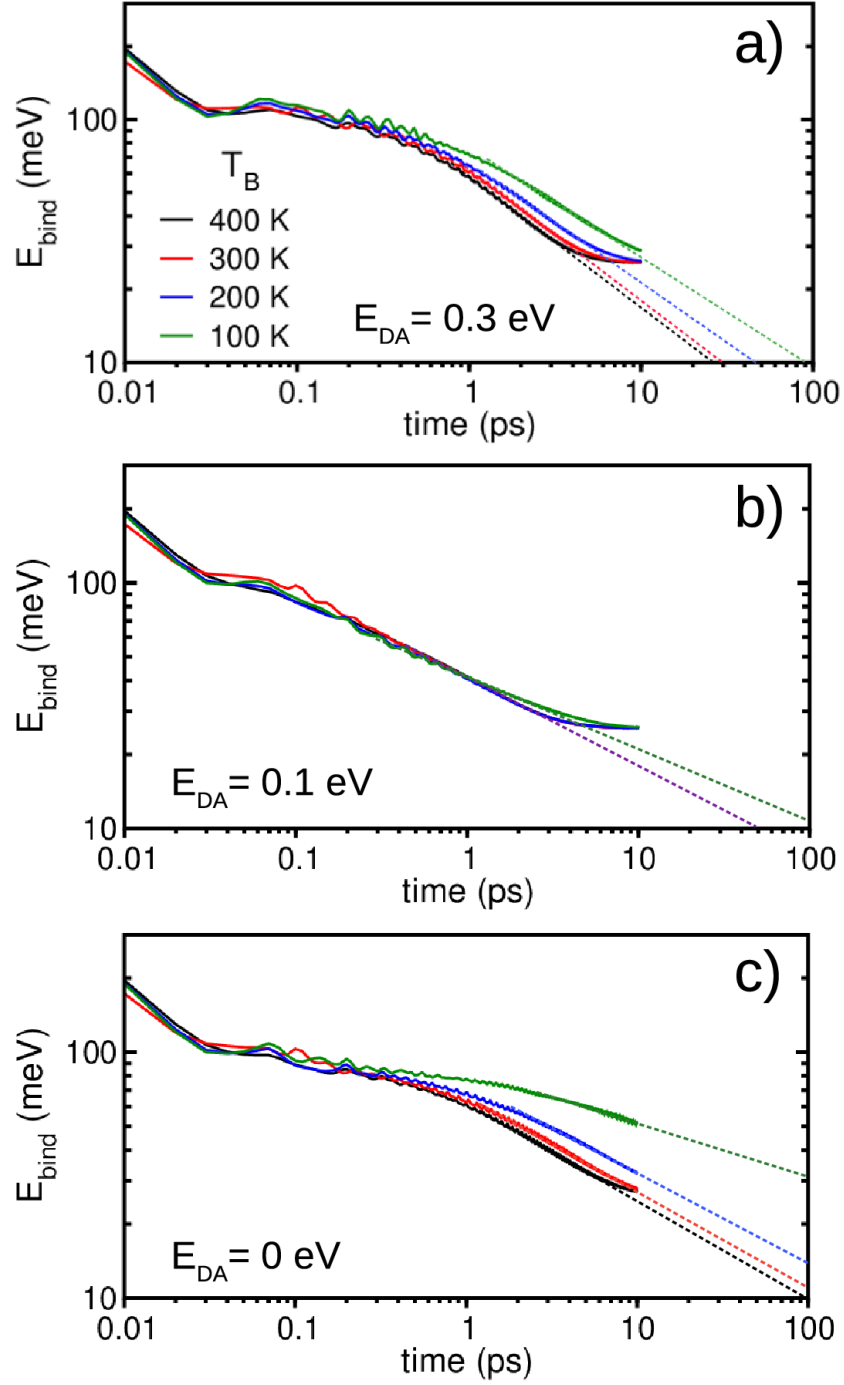 a)
E_bind (meV)
100
10
T_B
400 K
300 K
200 K
100 K
E_DA= 0.3 eV
0.01 0.1 1 10 100
time (ps)
b)
E_bind (meV)
100
10
E_DA= 0.1 eV
0.01 0.1 1 10 100
time (ps)
c)
E_bind (meV)
100
10
E_DA= 0 eV
0.01 0.1 1 10 100
time (ps)